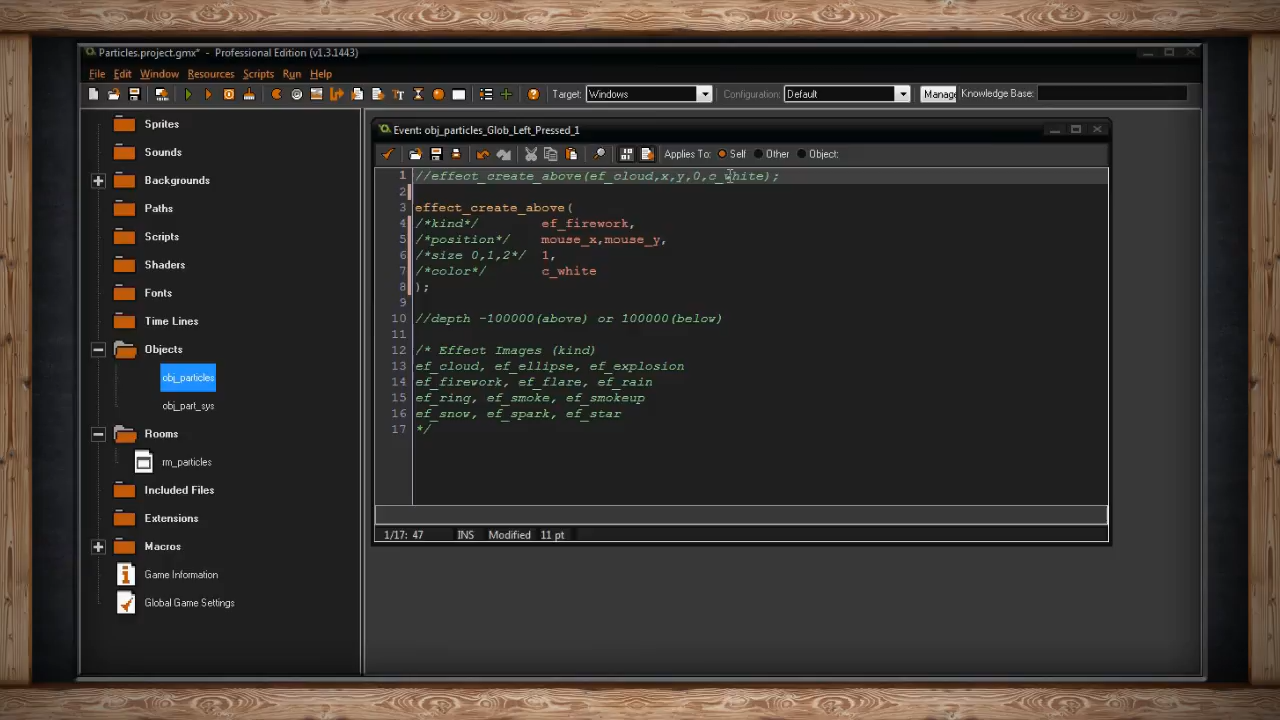 Particles.project.gmx* - Professional Edition (v1.3.1443)
File Edit Window Resources Scripts Run Help
Target: Windows Configuration: Default Manage Knowledge Base:
Sprites
Sounds
Backgrounds
Paths
Scripts
Shaders
Fonts
Time Lines
Objects
obj_particles
obj_part_sys
Rooms
rm_particles
Included Files
Extensions
Macros
Game Information
Global Game Settings
Event: obj_particles_Glob_Left_Pressed_1
Applies To: Self Other Object:
1 //effect_create_above(ef_cloud,x,y,0,c_white);
2
3 effect_create_above(
4 /*kind*/ ef_firework,
5 /*position*/ mouse_x,mouse_y,
6 /*size 0,1,2*/ 1,
7 /*color*/ c_white
8 );
9
10 //depth -100000(above) or 100000(below)
11
12 /* Effect Images (kind)
13 ef_cloud, ef_ellipse, ef_explosion
14 ef_firework, ef_flare, ef_rain
15 ef_ring, ef_smoke, ef_smokeup
16 ef_snow, ef_spark, ef_star
17 */
1/17: 47 INS Modified 11 pt